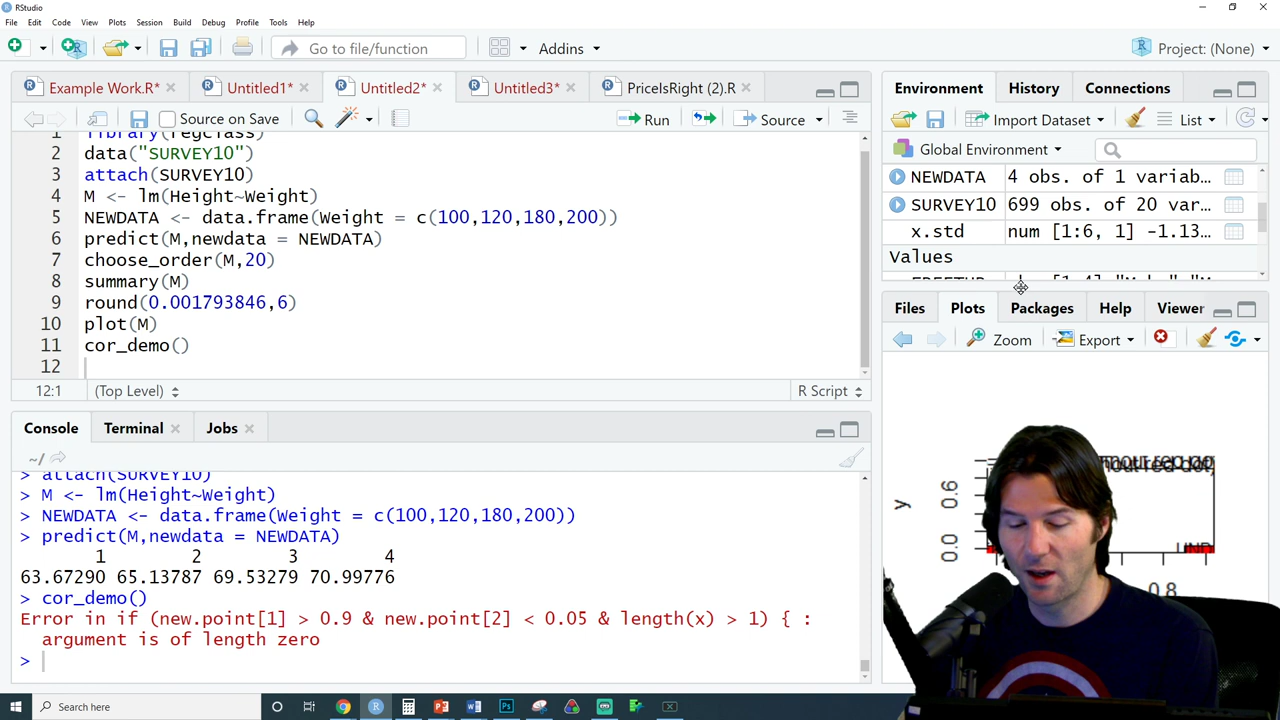 RStudio
File Edit Code View Plots Session Build Debug Profile Tools Help
Go to file/function Addins Project: (None)
Example Work.R* Untitled1* Untitled2* Untitled3* PriceIsRight (2).R
Source on Save Run Source
1 library(regclass)
2 data("SURVEY10")
3 attach(SURVEY10)
4 M <- lm(Height~Weight)
5 NEWDATA <- data.frame(Weight = c(100,120,180,200))
6 predict(M,newdata = NEWDATA)
7 choose_order(M,20)
8 summary(M)
9 round(0.001793846,6)
10 plot(M)
11 cor_demo()
12
12:1 (Top Level) R Script
Console Terminal Jobs
~/
> attach(SURVEY10)
> M <- lm(Height~Weight)
> NEWDATA <- data.frame(Weight = c(100,120,180,200))
> predict(M,newdata = NEWDATA)
1 2 3 4
63.67290 65.13787 69.53279 70.99776
> cor_demo()
Error in if (new.point[1] > 0.9 & new.point[2] < 0.05 & length(x) > 1) { :
argument is of length zero
>
Environment History Connections
Import Dataset List
Global Environment
NEWDATA 4 obs. of 1 variab...
SURVEY10 699 obs. of 20 var...
x.std num [1:6, 1] -1.13...
Values
Files Plots Packages Help Viewer
Zoom Export
y
0.6
0.0
0.8
Search here